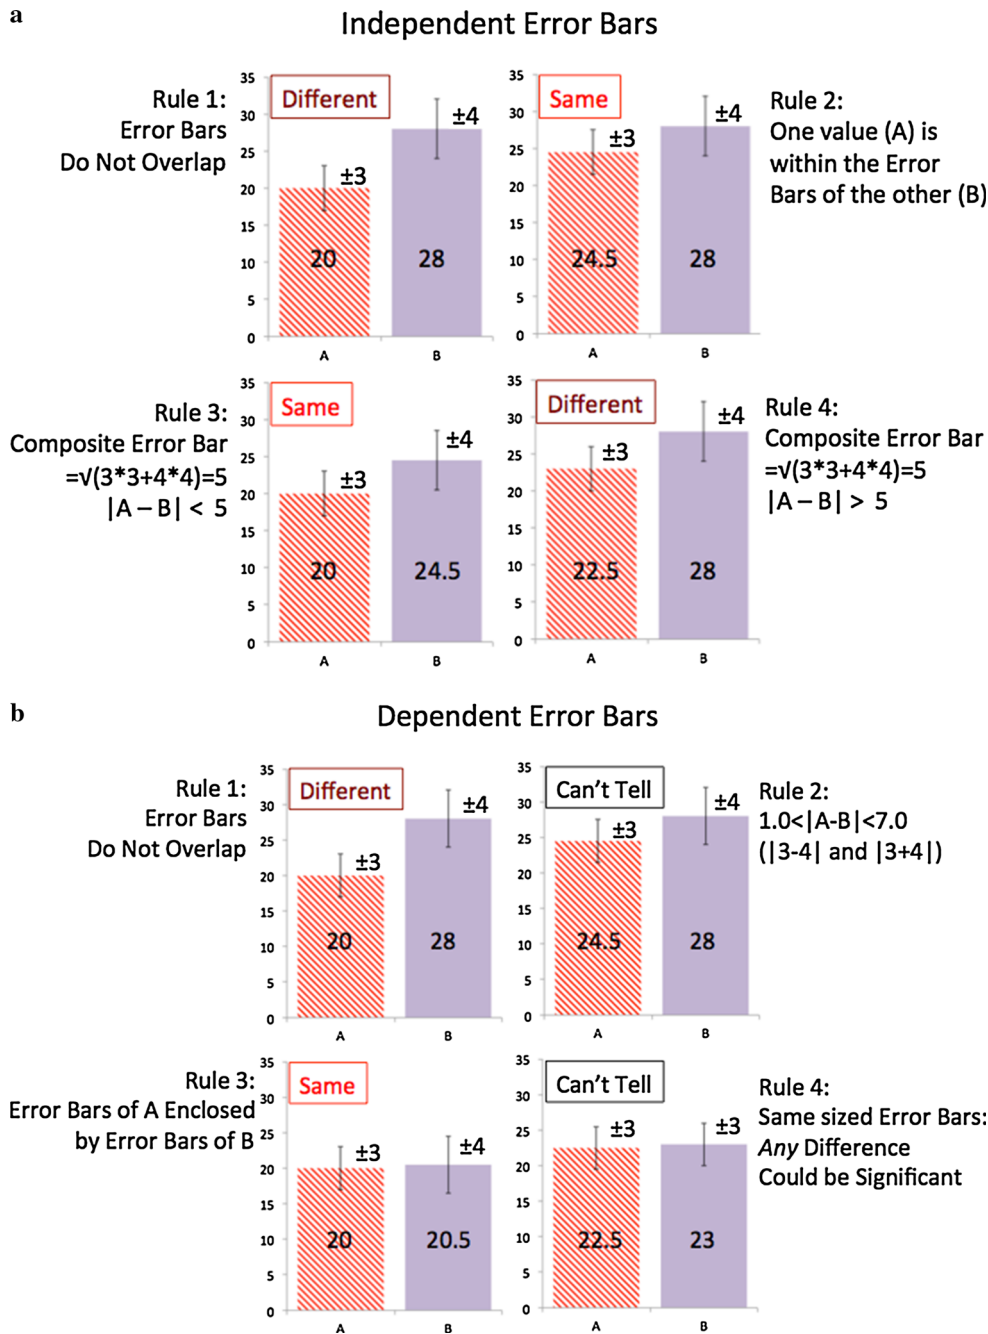 a
Independent Error Bars
Rule 1:
Error Bars
Do Not Overlap
35
30
25
20
15
10
5
0
Different
±3
±4
20
28
A
B
35
30
25
20
15
10
5
0
Same
±3
±4
24.5
28
A
B
Rule 2:
One value (A) is
within the Error
Bars of the other (B)
Rule 3:
Composite Error Bar
=√(3*3+4*4)=5
|A – B| < 5
35
30
25
20
15
10
5
0
Same
±3
±4
20
24.5
A
B
35
30
25
20
15
10
5
0
Different
±3
±4
22.5
28
A
B
Rule 4:
Composite Error Bar
=√(3*3+4*4)=5
|A – B| > 5
b
Dependent Error Bars
Rule 1:
Error Bars
Do Not Overlap
35
30
25
20
15
10
5
0
Different
±3
±4
20
28
A
B
35
30
25
20
15
10
5
0
Can't Tell
±3
±4
24.5
28
A
B
Rule 2:
1.0<|A-B|<7.0
(|3-4| and |3+4|)
Rule 3:
Error Bars of A Enclosed
by Error Bars of B
35
30
25
20
15
10
5
0
Same
±3
±4
20
20.5
A
B
35
30
25
20
15
10
5
0
Can't Tell
±3
±3
22.5
23
A
B
Rule 4:
Same sized Error Bars:
Any Difference
Could be Significant